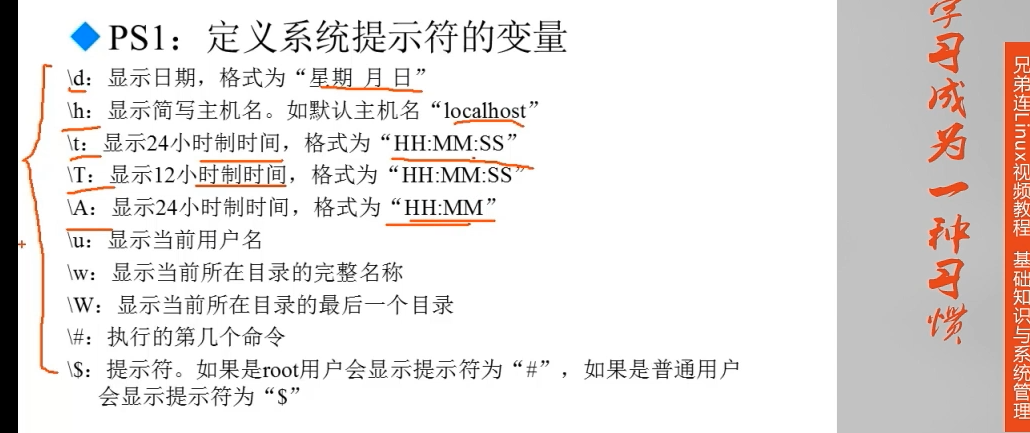 PS1：定义系统提示符的变量
\d：显示日期，格式为“星期 月 日”
\h：显示简写主机名。如默认主机名“localhost”
\t：显示24小时制时间，格式为“HH:MM:SS”
\T：显示12小时制时间，格式为“HH:MM:SS”
\A：显示24小时制时间，格式为“HH:MM”
\u：显示当前用户名
\w：显示当前所在目录的完整名称
\W：显示当前所在目录的最后一个目录
\#：执行的第几个命令
\$：提示符。如果是root用户会显示提示符为“#”，如果是普通用户
会显示提示符为“$”
学习成为一种习惯
兄弟连Linux视频教程 基础知识与系统管理